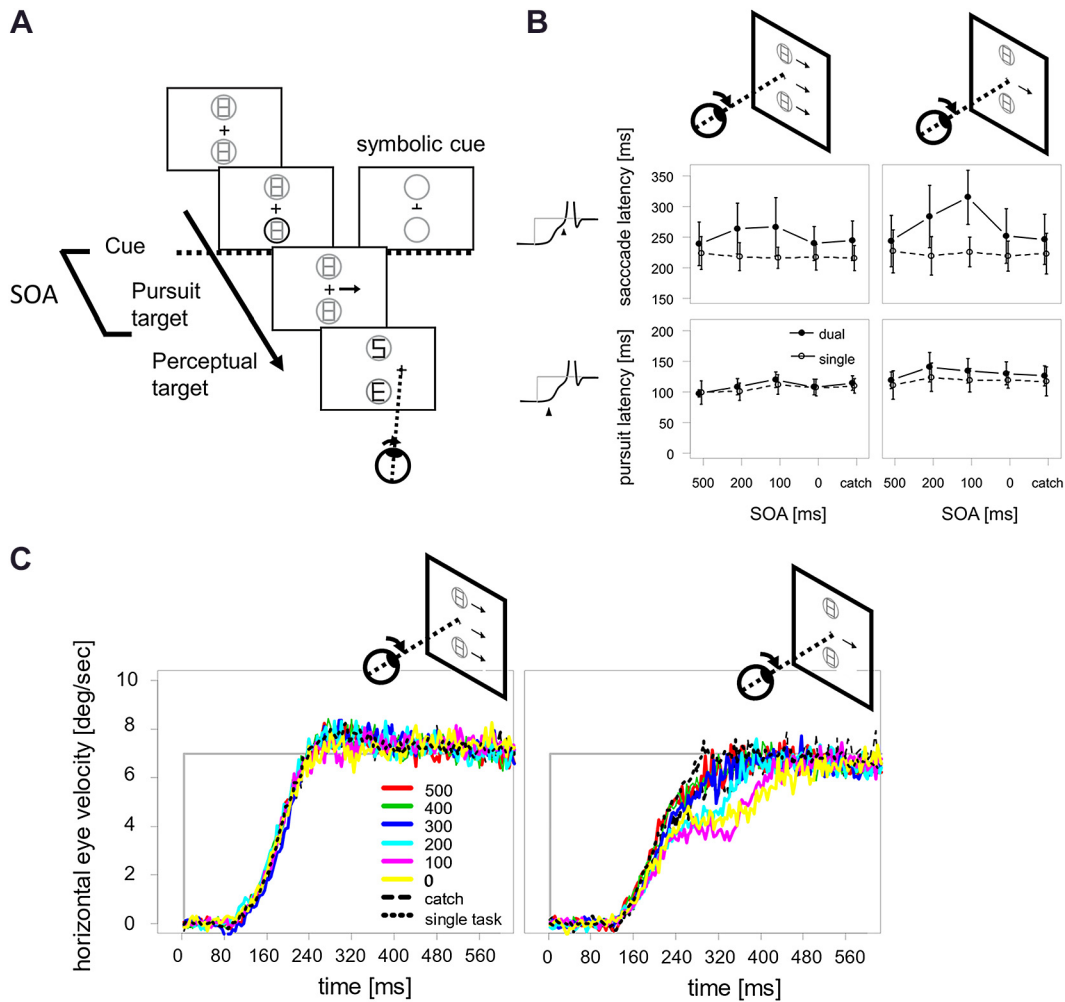 A
symbolic cue
Cue
SOA
Pursuit
target
Perceptual
target
S
E
B
sacccade latency [ms]
350
300
250
200
150
pursuit latency [ms]
200
150
100
50
0
dual
single
500 200 100 0 catch
500 200 100 0 catch
SOA [ms]
SOA [ms]
C
horizontal eye velocity [deg/sec]
10
8
6
4
2
0
500
400
300
200
100
0
catch
single task
0 80 160 240 320 400 480 560
0 80 160 240 320 400 480 560
time [ms]
time [ms]